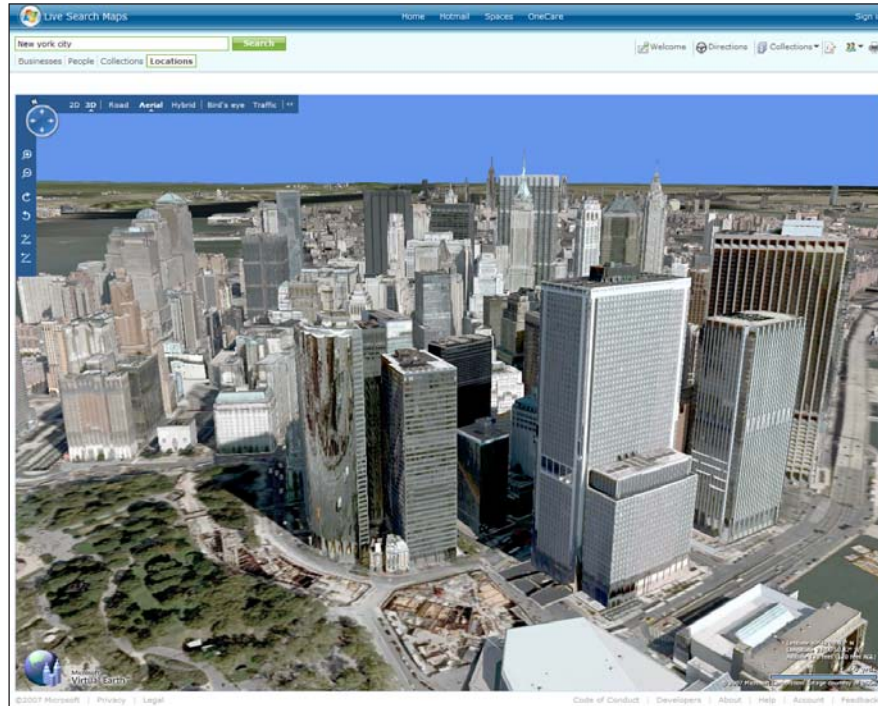 Live Search Maps Home Hotmail Spaces OneCare Sign
New york city Search Welcome Directions Collections
Businesses People Collections Locations
2D 3D Road Aerial Hybrid Bird's eye Traffic
Microsoft
Virtual Earth
©2007 Microsoft Privacy Legal Code of Conduct Developers About Help Account Feedback